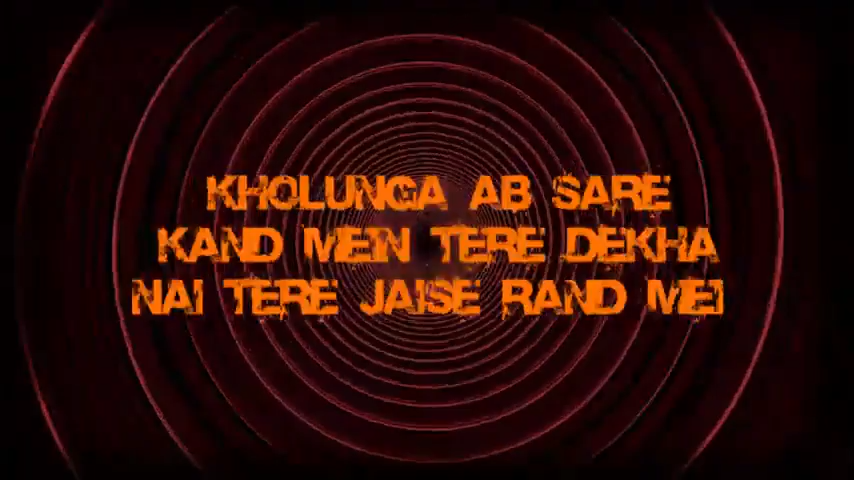 KHOLUNGA AB SARE
KAND MEIN TERE DEKHA
NAI TERE JAISE RAND MEI